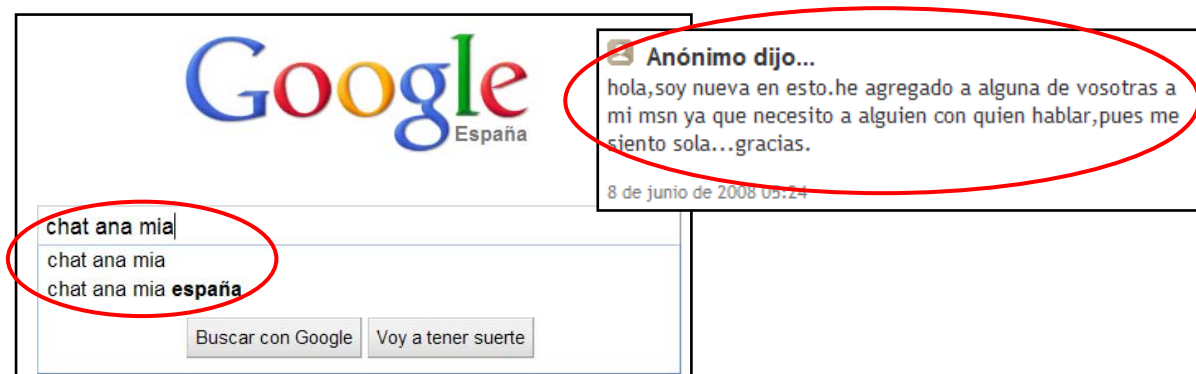 Google
España
chat ana mia
chat ana mia
chat ana mia españa
Buscar con Google Voy a tener suerte
Anónimo dijo...
hola,soy nueva en esto.he agregado a alguna de vosotras a
mi msn ya que necesito a alguien con quien hablar,pues me
siento sola...gracias.
8 de junio de 2008 05:24